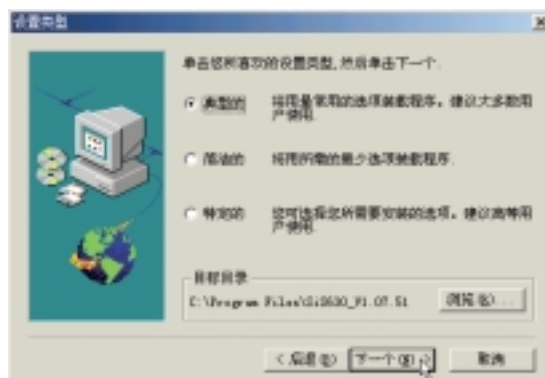 设置类型
单击您所喜欢的设置类型,然后单击下一个.
典型的 将用最常用的选项装载程序。建议大多数用
户使用.
简洁的 将用所需的最少选项装载程序.
特定的 您可选择您所需要安装的选项。建议高等用
户使用.
目标目录
C:\Program Files\SiS630_V1.07.51 浏览(R)...
< 后退(B) 下一个(N) > 取消